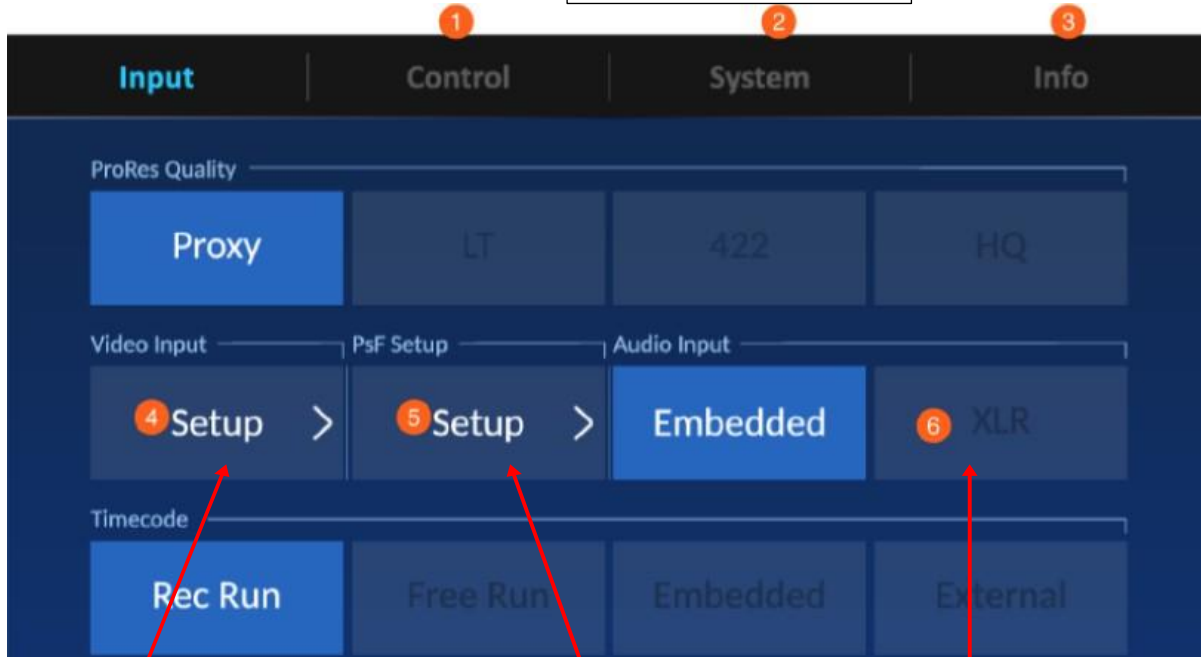 1 2 3
Input Control System Info
ProRes Quality
Proxy LT 422 HQ
Video Input PsF Setup Audio Input
4 Setup > 5 Setup > Embedded 6 XLR
Timecode
Rec Run Free Run Embedded External